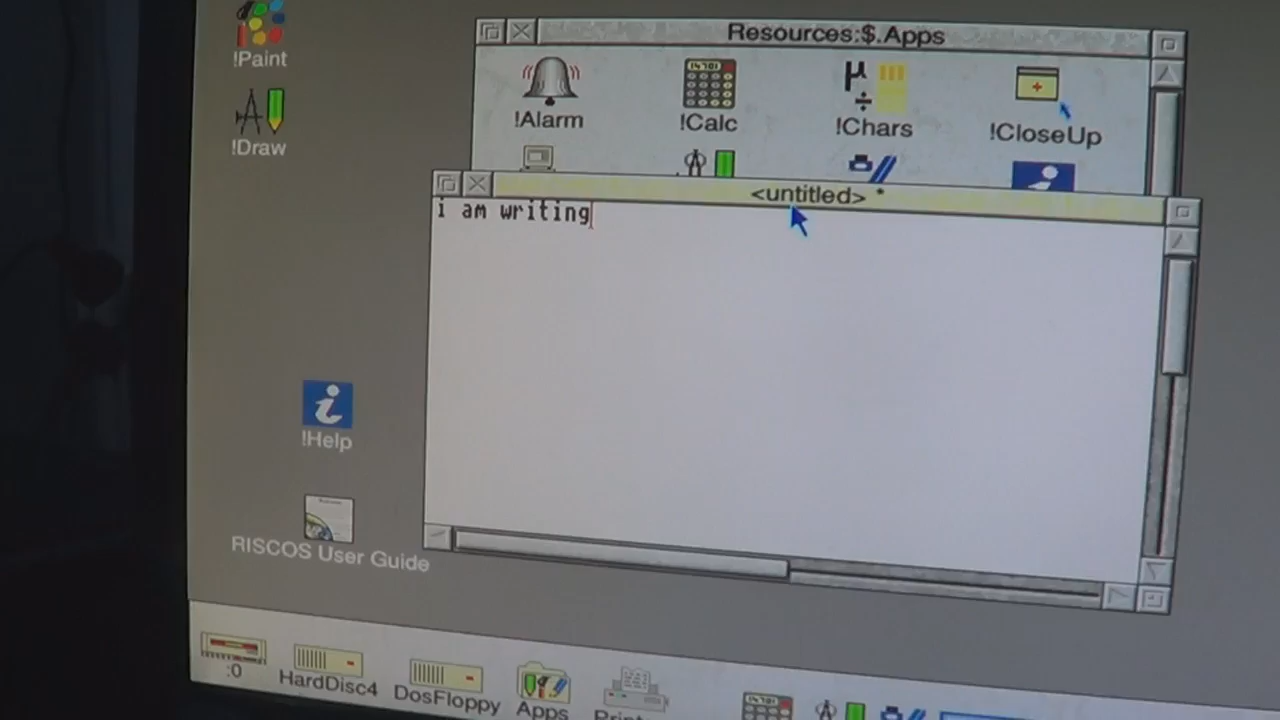 !Paint
!Draw
Resources:$.Apps
!Alarm
!Calc
!Chars
!CloseUp
<untitled> *
i am writing
!Help
RISCOS User Guide
:0
HardDisc4
DosFloppy
Apps